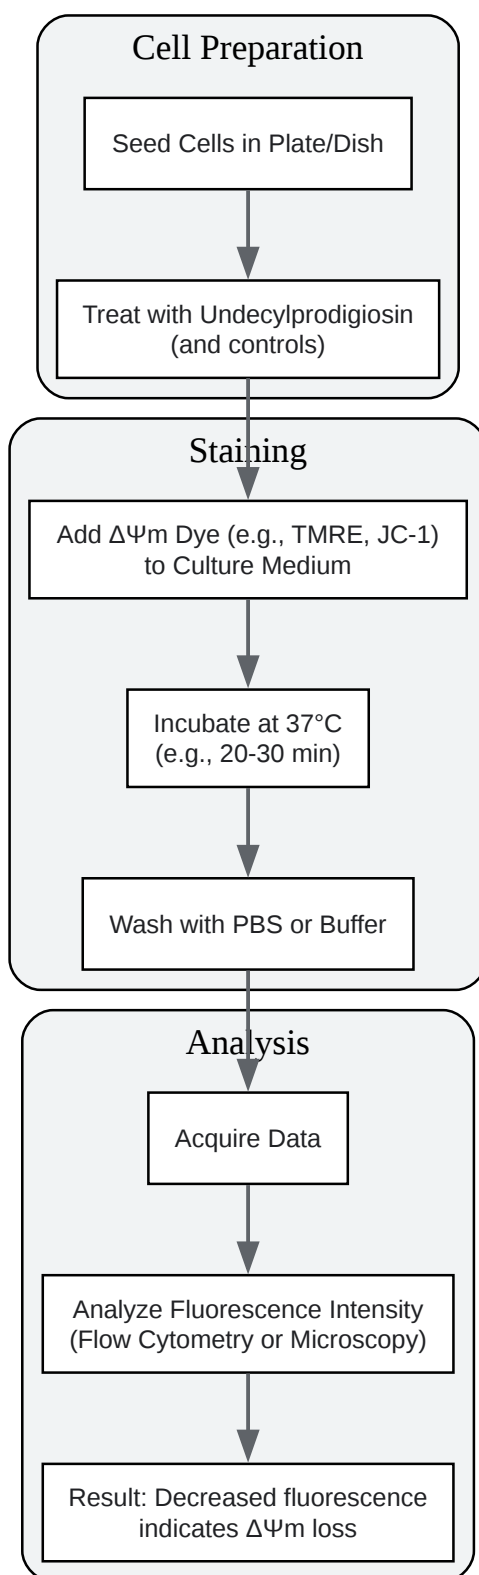 Cell Preparation
Seed Cells in Plate/Dish
Treat with Undecylprodigiosin
(and controls)
Staining
Add ΔΨm Dye (e.g., TMRE, JC-1)
to Culture Medium
Incubate at 37°C
(e.g., 20-30 min)
Wash with PBS or Buffer
Analysis
Acquire Data
Analyze Fluorescence Intensity
(Flow Cytometry or Microscopy)
Result: Decreased fluorescence
indicates ΔΨm loss